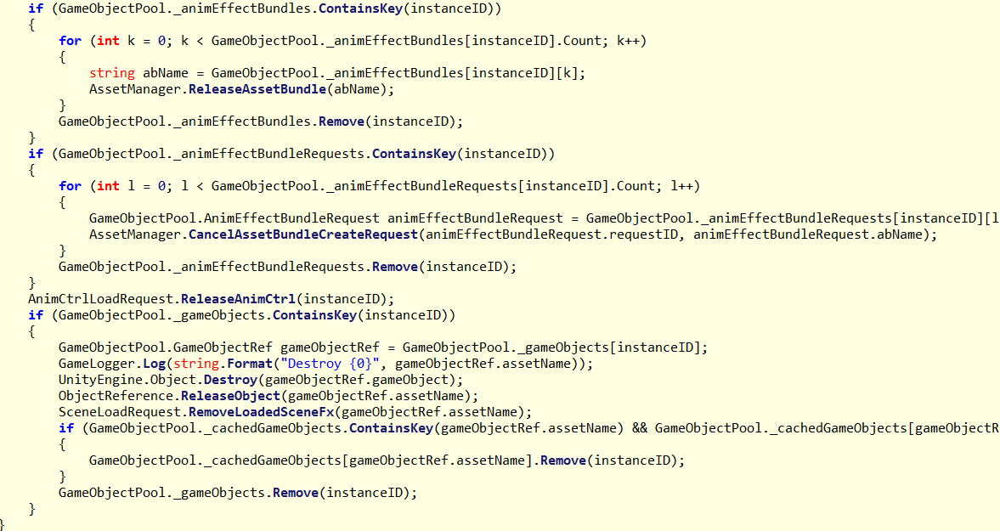 if (GameObjectPool._animEffectBundles.ContainsKey(instanceID))
{
for (int k = 0; k < GameObjectPool._animEffectBundles[instanceID].Count; k++)
{
string abName = GameObjectPool._animEffectBundles[instanceID][k];
AssetManager.ReleaseAssetBundle(abName);
}
GameObjectPool._animEffectBundles.Remove(instanceID);
}
if (GameObjectPool._animEffectBundleRequests.ContainsKey(instanceID))
{
for (int l = 0; l < GameObjectPool._animEffectBundleRequests[instanceID].Count; l++)
{
GameObjectPool.AnimEffectBundleRequest animEffectBundleRequest = GameObjectPool._animEffectBundleRequests[instanceID][l
AssetManager.CancelAssetBundleCreateRequest(animEffectBundleRequest.requestID, animEffectBundleRequest.abName);
}
GameObjectPool._animEffectBundleRequests.Remove(instanceID);
}
AnimCtrlLoadRequest.ReleaseAnimCtrl(instanceID);
if (GameObjectPool._gameObjects.ContainsKey(instanceID))
{
GameObjectPool.GameObjectRef gameObjectRef = GameObjectPool._gameObjects[instanceID];
GameLogger.Log(string.Format("Destroy {0}", gameObjectRef.assetName));
UnityEngine.Object.Destroy(gameObjectRef.gameObject);
ObjectReference.ReleaseObject(gameObjectRef.assetName);
SceneLoadRequest.RemoveLoadedSceneFx(gameObjectRef.assetName);
if (GameObjectPool._cachedGameObjects.ContainsKey(gameObjectRef.assetName) && GameObjectPool._cachedGameObjects[gameObjectR
{
GameObjectPool._cachedGameObjects[gameObjectRef.assetName].Remove(instanceID);
}
GameObjectPool._gameObjects.Remove(instanceID);
}
}